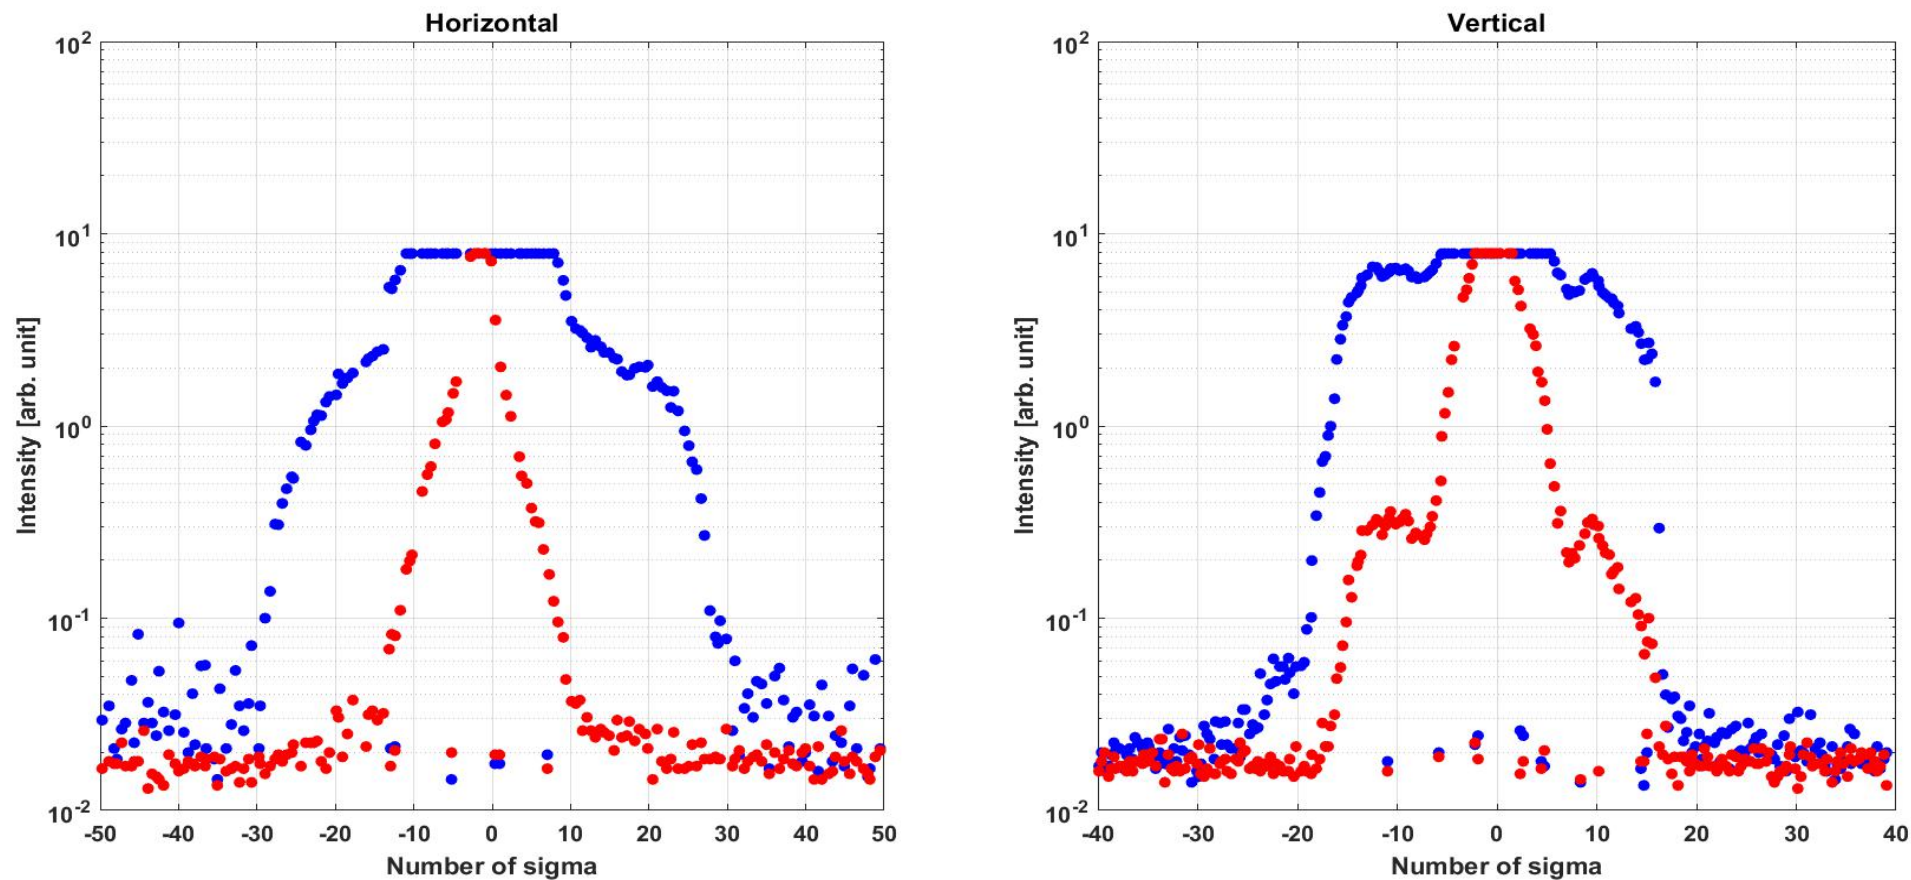 Horizontal
10^2
10^1
10^0
10^-1
10^-2
Intensity [arb. unit]
-50 -40 -30 -20 -10 0 10 20 30 40 50
Number of sigma
Vertical
10^2
10^1
10^0
10^-1
10^-2
Intensity [arb. unit]
-40 -30 -20 -10 0 10 20 30 40
Number of sigma